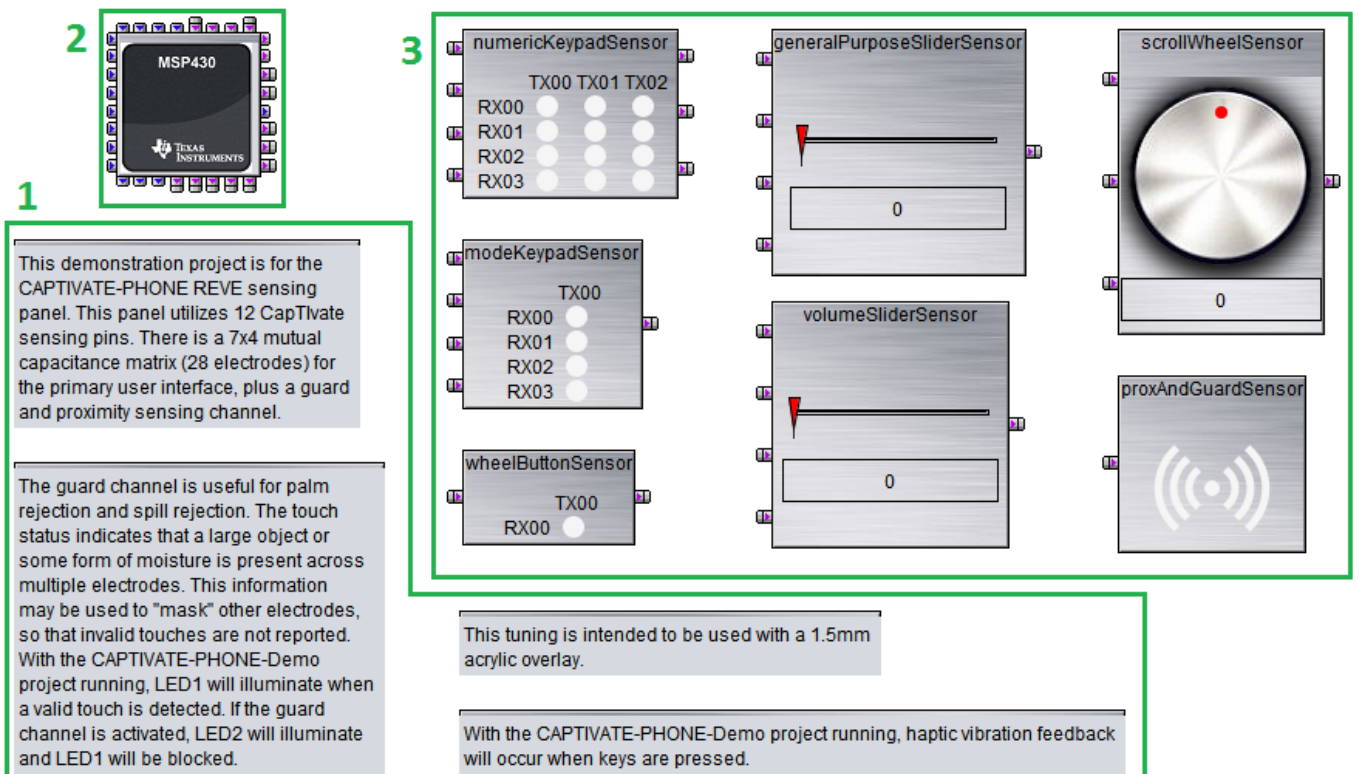 2
MSP430
TEXAS
INSTRUMENTS
1
This demonstration project is for the
CAPTIVATE-PHONE REVE sensing
panel. This panel utilizes 12 CapTIvate
sensing pins. There is a 7x4 mutual
capacitance matrix (28 electrodes) for
the primary user interface, plus a guard
and proximity sensing channel.
The guard channel is useful for palm
rejection and spill rejection. The touch
status indicates that a large object or
some form of moisture is present across
multiple electrodes. This information
may be used to "mask" other electrodes,
so that invalid touches are not reported.
With the CAPTIVATE-PHONE-Demo
project running, LED1 will illuminate when
a valid touch is detected. If the guard
channel is activated, LED2 will illuminate
and LED1 will be blocked.
3
numericKeypadSensor
TX00 TX01 TX02
RX00
RX01
RX02
RX03
modeKeypadSensor
TX00
RX00
RX01
RX02
RX03
wheelButtonSensor
TX00
RX00
generalPurposeSliderSensor
0
volumeSliderSensor
0
scrollWheelSensor
0
proxAndGuardSensor
This tuning is intended to be used with a 1.5mm
acrylic overlay.
With the CAPTIVATE-PHONE-Demo project running, haptic vibration feedback
will occur when keys are pressed.